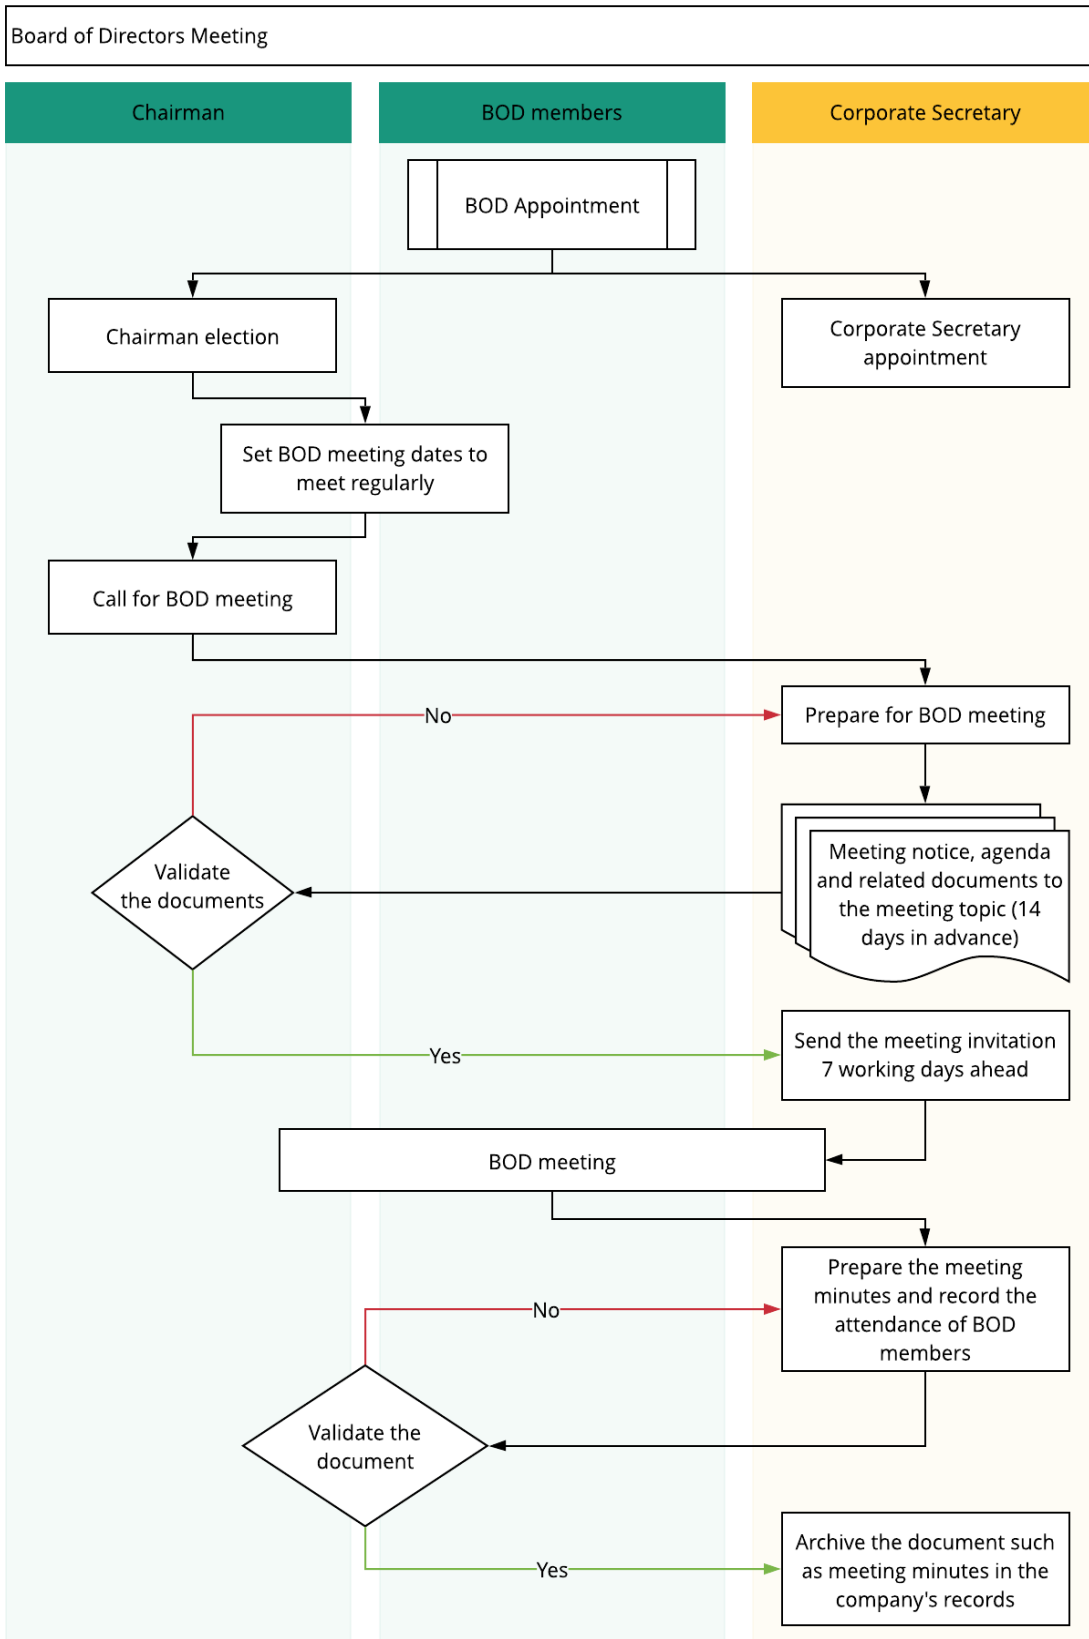 Board of Directors Meeting
Chairman
BOD members
Corporate Secretary
BOD Appointment
Chairman election
Corporate Secretary
appointment
Set BOD meeting dates to
meet regularly
Call for BOD meeting
No
Prepare for BOD meeting
Validate
the documents
Meeting notice, agenda
and related documents to
the meeting topic (14
days in advance)
Yes
Send the meeting invitation
7 working days ahead
BOD meeting
Prepare the meeting
minutes and record the
attendance of BOD
members
No
Validate the
document
Yes
Archive the document such
as meeting minutes in the
company's records